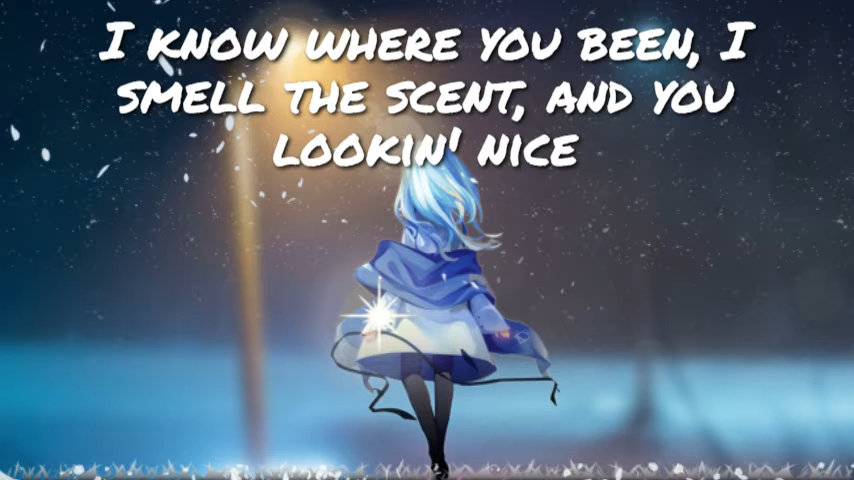 I KNOW WHERE YOU BEEN, I
SMELL THE SCENT, AND YOU
LOOKIN' NICE